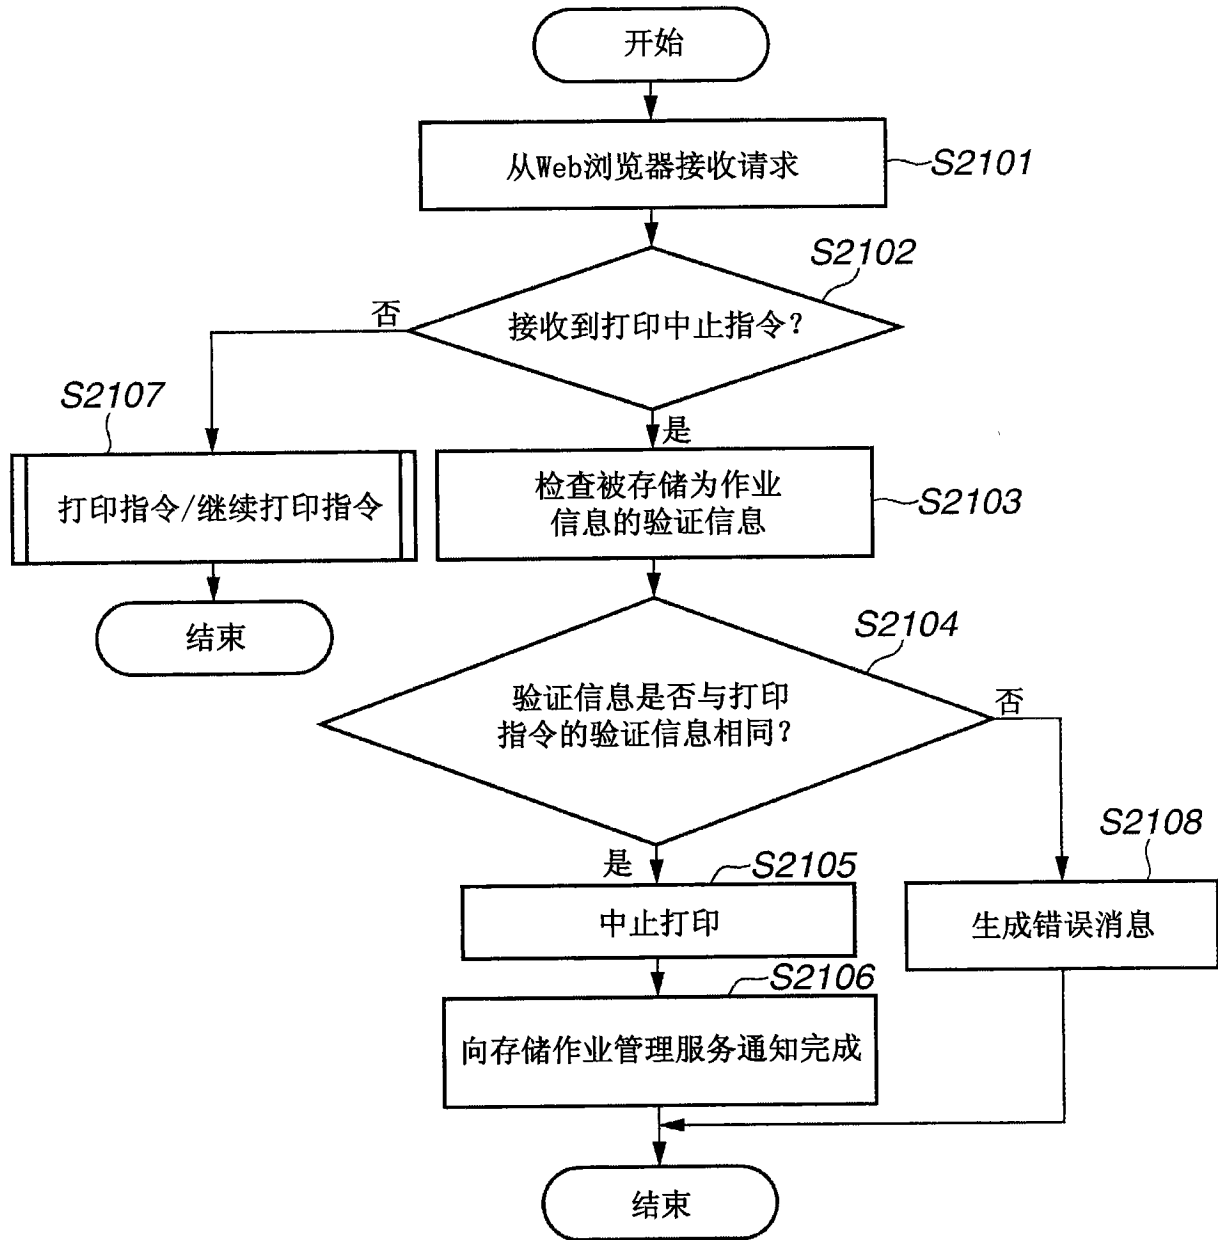 开始
从Web浏览器接收请求
S2101
S2102
接收到打印中止指令？
否
是
S2107
打印指令/继续打印指令
结束
检查被存储为作业
信息的验证信息
S2103
S2104
验证信息是否与打印
指令的验证信息相同？
否
是
S2105
中止打印
S2108
生成错误消息
S2106
向存储作业管理服务通知完成
结束